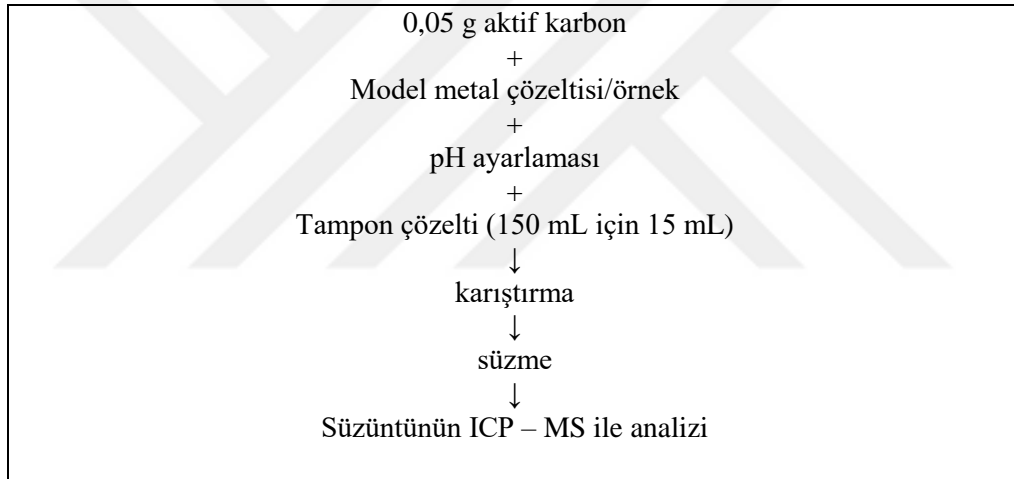 0,05 g aktif karbon
+
Model metal çözeltisi/örnek
+
pH ayarlaması
+
Tampon çözelti (150 mL için 15 mL)
↓
karıştırma
↓
süzme
↓
Süzüntünün ICP – MS ile analizi